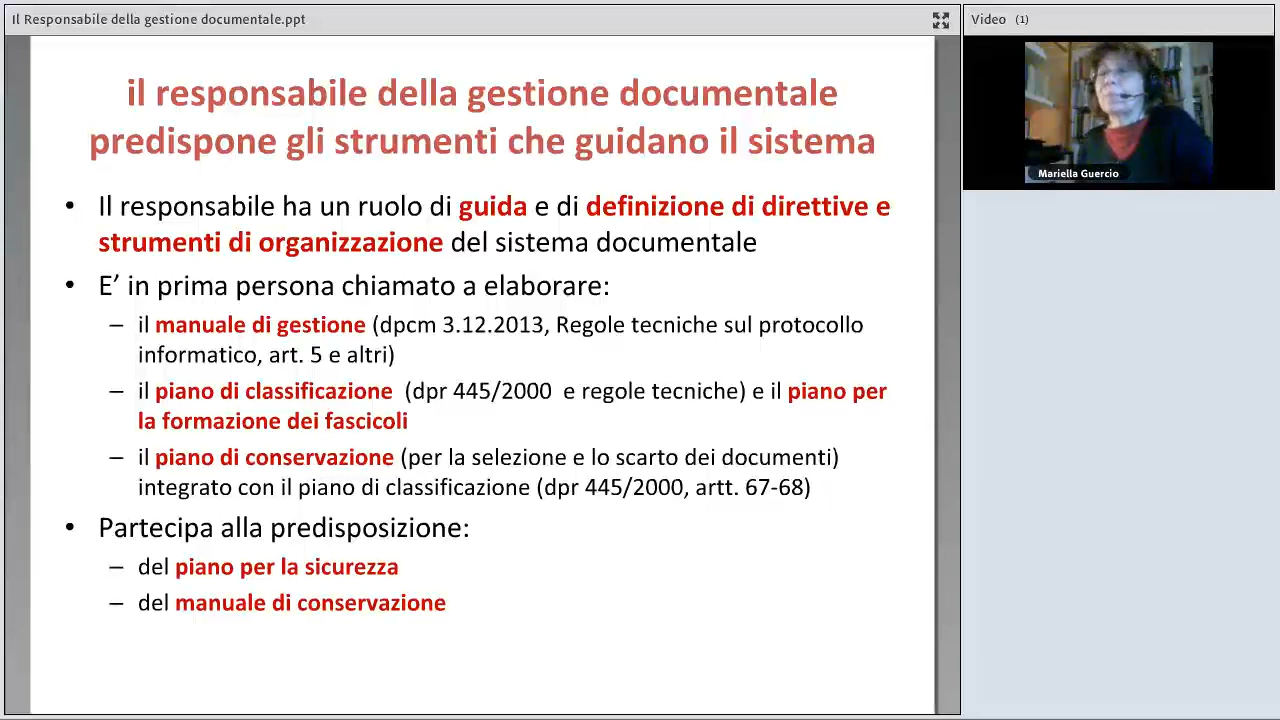 Il Responsabile della gestione documentale.ppt
Video (1)
Mariella Guercio
il responsabile della gestione documentale
predispone gli strumenti che guidano il sistema
• Il responsabile ha un ruolo di guida e di definizione di direttive e
strumenti di organizzazione del sistema documentale
• E’ in prima persona chiamato a elaborare:
– il manuale di gestione (dpcm 3.12.2013, Regole tecniche sul protocollo
informatico, art. 5 e altri)
– il piano di classificazione (dpr 445/2000 e regole tecniche) e il piano per
la formazione dei fascicoli
– il piano di conservazione (per la selezione e lo scarto dei documenti)
integrato con il piano di classificazione (dpr 445/2000, artt. 67-68)
• Partecipa alla predisposizione:
– del piano per la sicurezza
– del manuale di conservazione